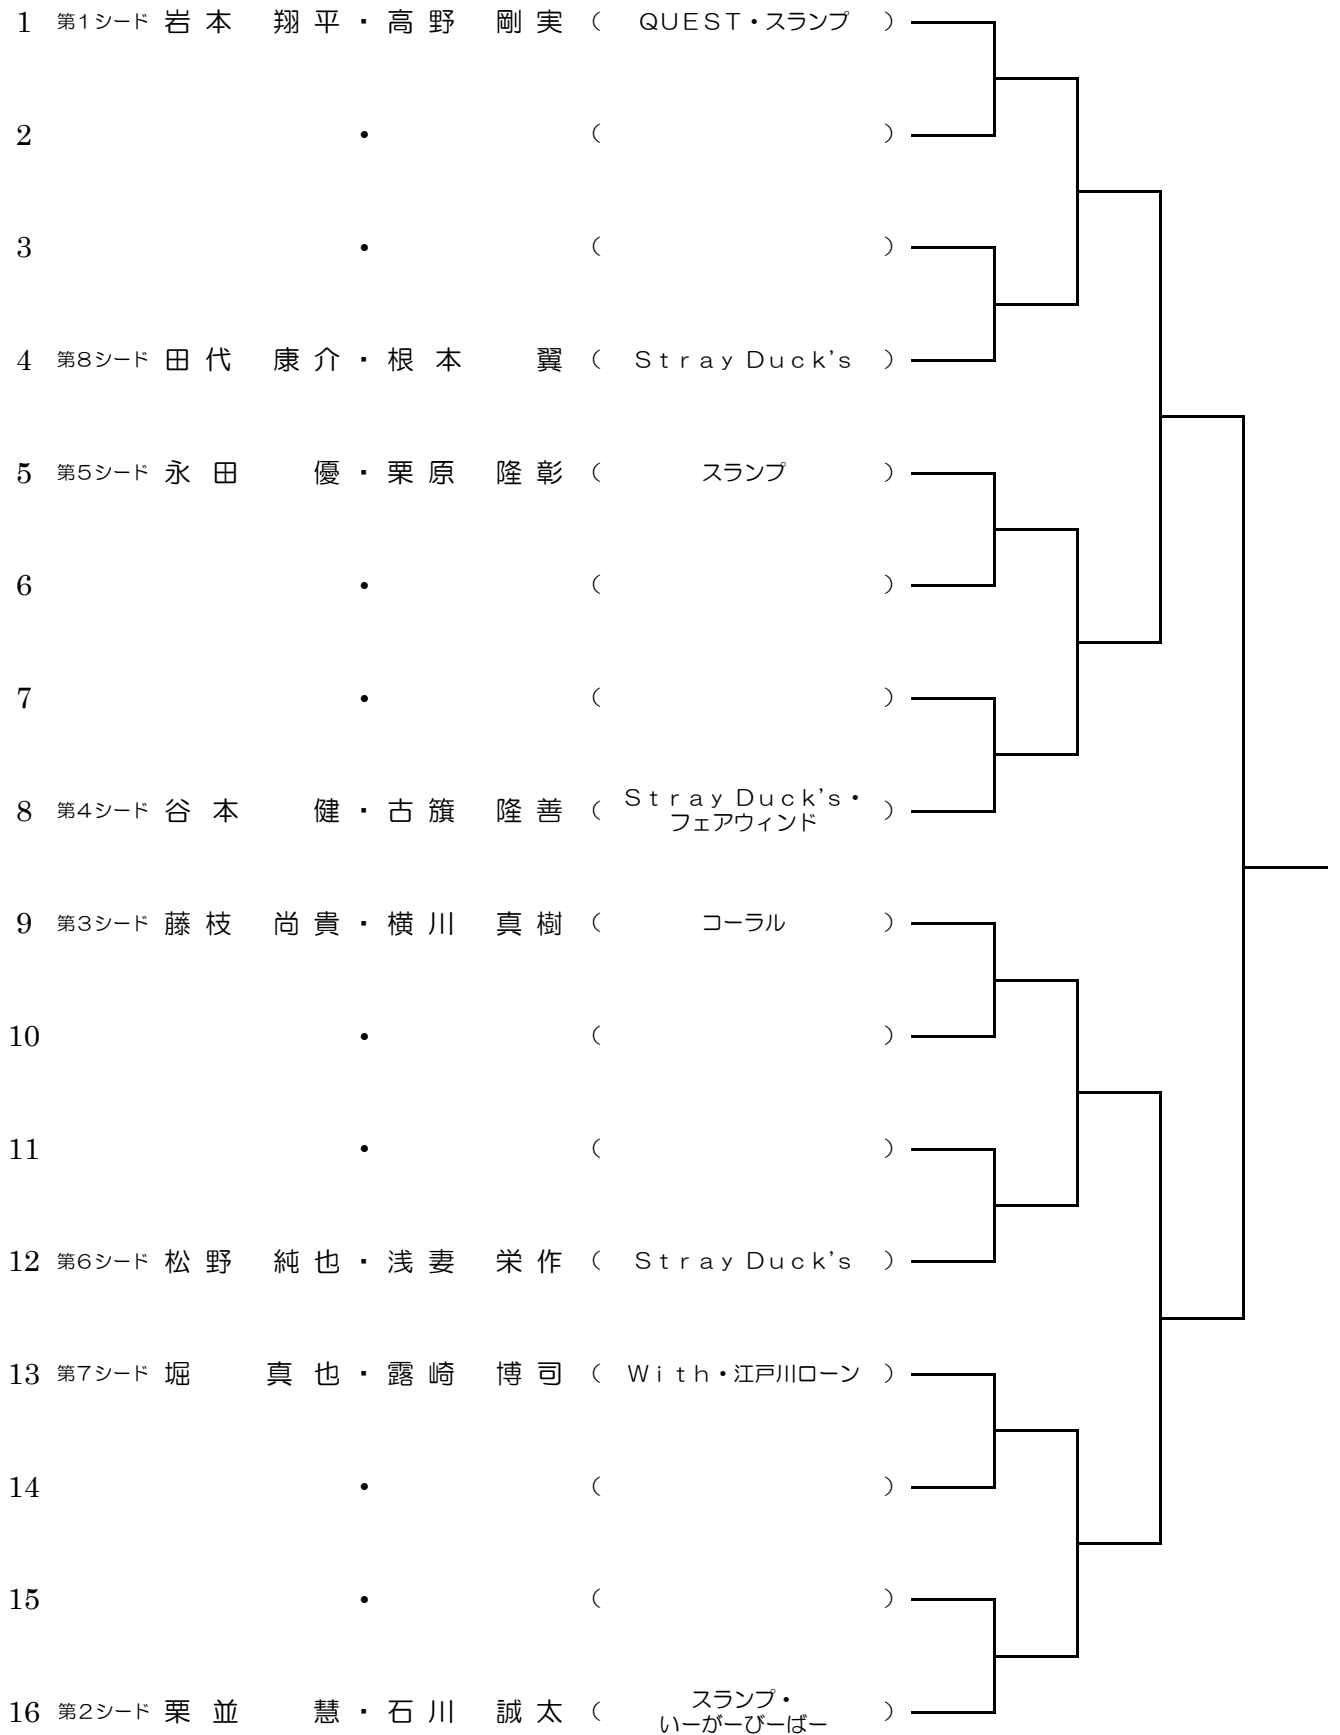 1 第1シード 岩本 翔平・高野 剛実 ( QUEST・スランプ )
2 ・ ( )
3 ・ ( )
4 第8シード 田代 康介・根本 翼 ( Stray Duck's )
5 第5シード 永田 優・栗原 隆彰 ( スランプ )
6 ・ ( )
7 ・ ( )
8 第4シード 谷本 健・古籏 隆善 ( Stray Duck's・
フェアウィンド )
9 第3シード 藤枝 尚貴・横川 真樹 ( コーラル )
10 ・ ( )
11 ・ ( )
12 第6シード 松野 純也・浅妻 栄作 ( Stray Duck's )
13 第7シード 堀 真也・露崎 博司 ( With・江戸川ローン )
14 ・ ( )
15 ・ ( )
16 第2シード 栗並 慧・石川 誠太 ( スランプ・
いーがーびーばー )